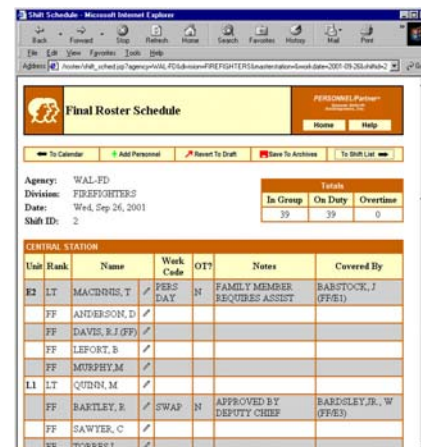 Shift Schedule - Microsoft Internet Explorer
Back Forward Stop Refresh Home Search Favorites History Mail Print
File Edit View Favorites Tools Help
Address
Final Roster Schedule
PERSONNELPartner
Home Help
To Calendar Add Personnel Revert To Draft Save To Archives To Shift List
Agency: WAL-FD
Division: FIREFIGHTERS
Date: Wed, Sep 26, 2001
Shift ID: 2
Totals
In Group On Duty Overtime
39 39 0
CENTRAL STATION
Unit Rank Name Work Code OT? Notes Covered By
E2 LT MACINNIS, T PERS DAY N FAMILY MEMBER REQUIRES ASSIST BABSTOCK, J (FF/E1)
FF ANDERSON, D
FF DAVIS, R.J (FF)
FF LEFORT, B
FF MURPHY,M
L1 LT QUINN, M
FF BARTLEY, R SWAP N APPROVED BY DEPUTY CHIEF BARDSLEY,JR., W (FF/E3)
FF SAWYER, C
FF TORRES,J